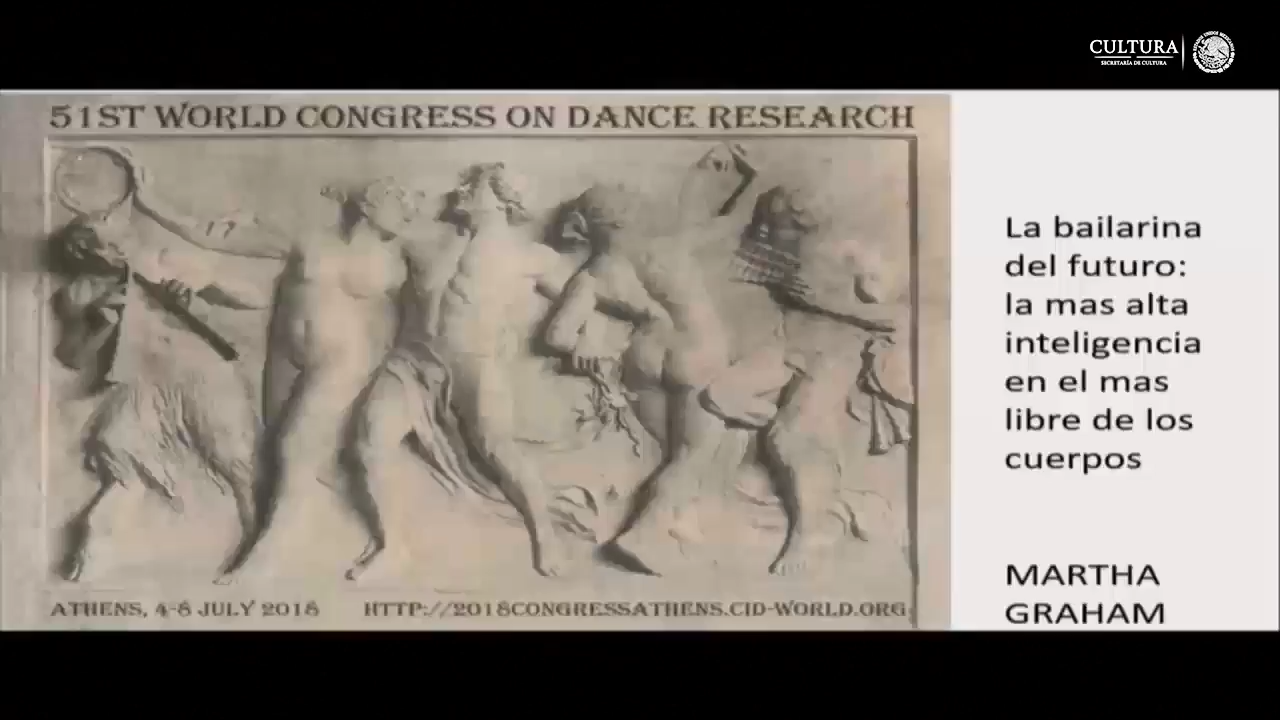 CULTURA
SECRETARÍA DE CULTURA
51ST WORLD CONGRESS ON DANCE RESEARCH
La bailarina
del futuro:
la mas alta
inteligencia
en el mas
libre de los
cuerpos
MARTHA
GRAHAM
ATHENS, 4-8 JULY 2018
HTTP://2018CONGRESSATHENS.CID-WORLD.ORG